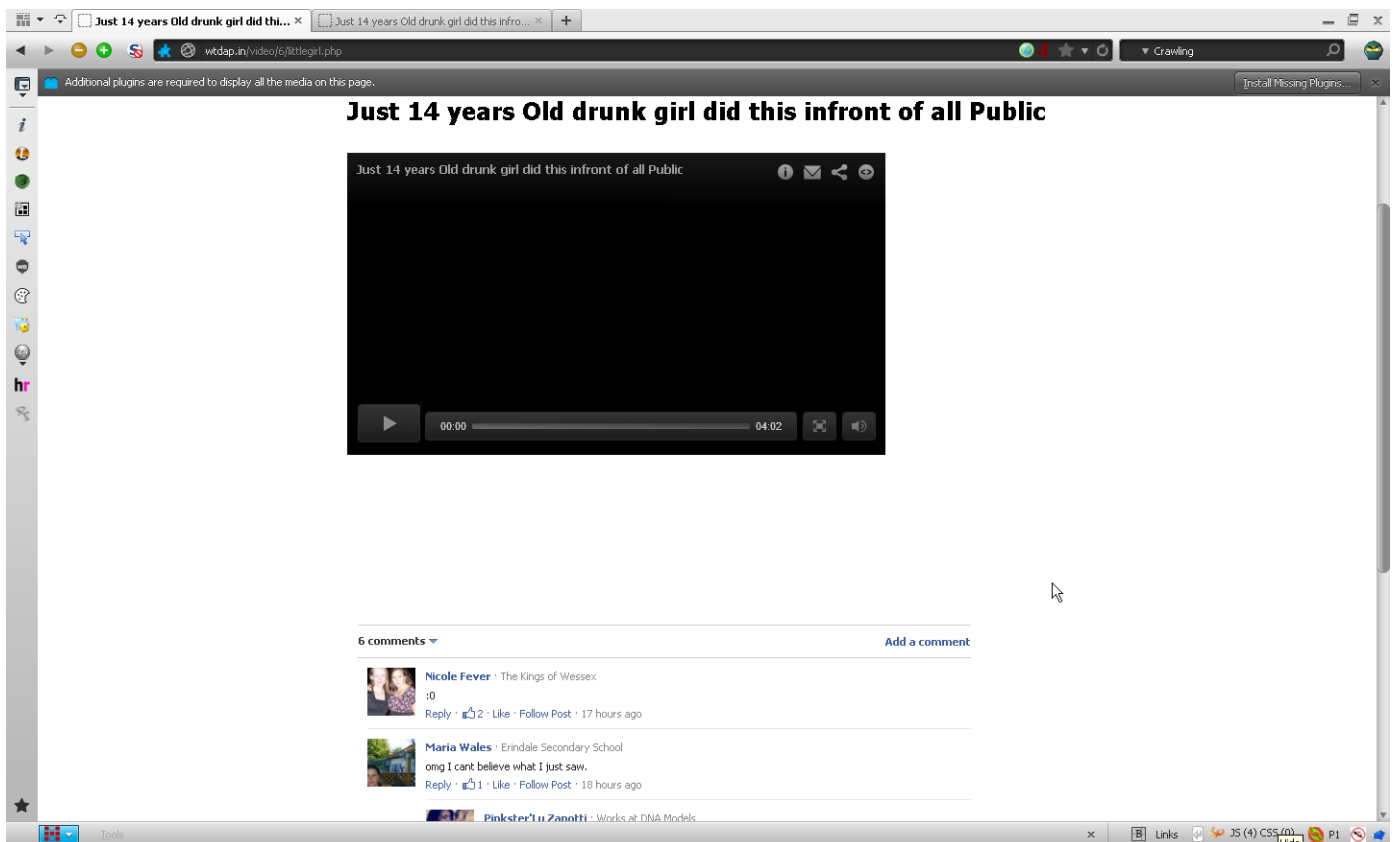 Just 14 years Old drunk girl did thi...
Just 14 years Old drunk girl did this infro...
wtdap.in/video/6/littlegirl.php
Crawling
Additional plugins are required to display all the media on this page.
Install Missing Plugins...
Just 14 years Old drunk girl did this infront of all Public
Just 14 years Old drunk girl did this infront of all Public
00:00
04:02
6 comments
Add a comment
Nicole Fever · The Kings of Wessex
:0
Reply · 2 · Like · Follow Post · 17 hours ago
Maria Wales · Erindale Secondary School
omg I cant believe what I just saw.
Reply · 1 · Like · Follow Post · 18 hours ago
Pinkster'Lu Zanotti · Works at DNA Models
hr
Tools
Links
JS (4) CSS (0)
P1